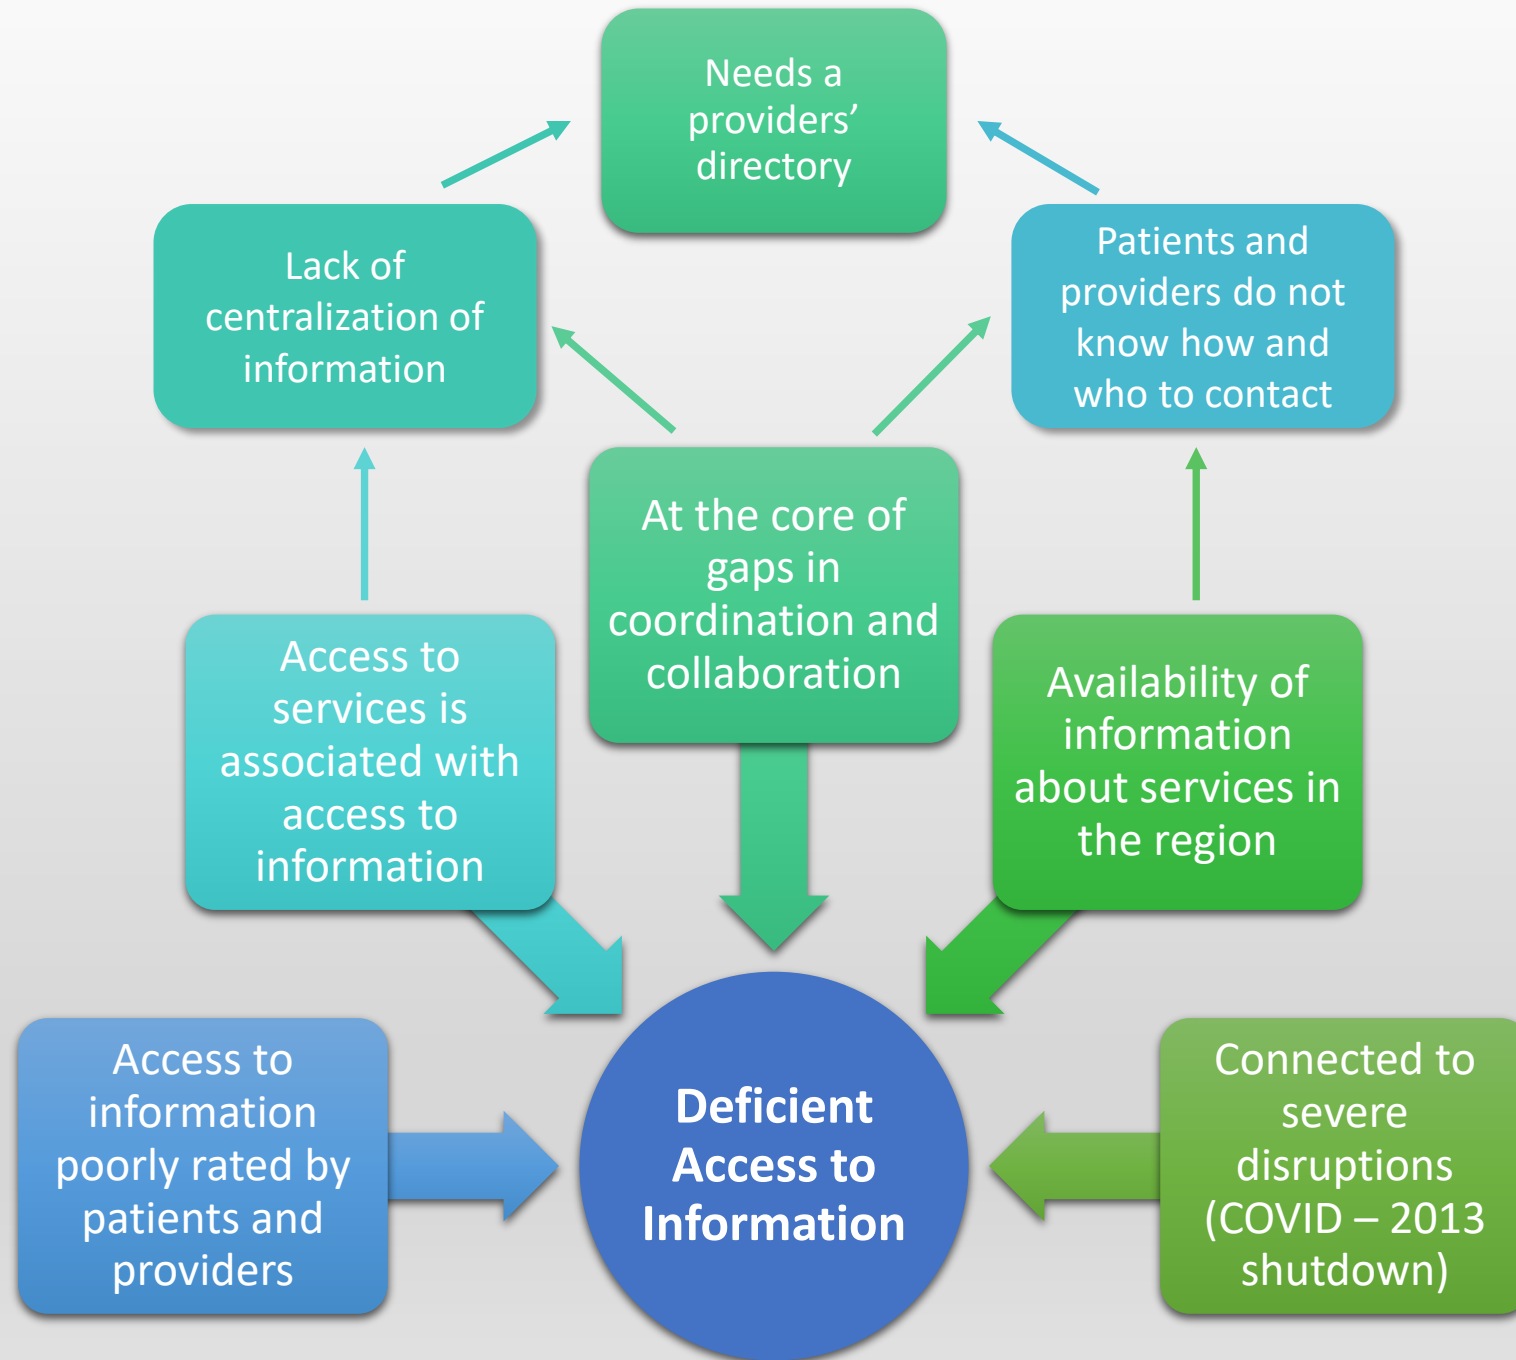 Needs a
providers’
directory
Lack of
centralization of
information
Patients and
providers do not
know how and
who to contact
At the core of
gaps in
coordination and
collaboration
Access to
services is
associated with
access to
information
Availability of
information
about services in
the region
Access to
information
poorly rated by
patients and
providers
Deficient
Access to
Information
Connected to
severe
disruptions
(COVID – 2013
shutdown)